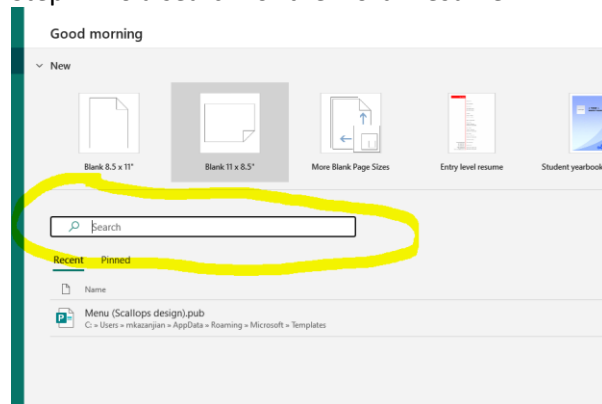 Good morning
New
Blank 8.5 x 11"
Blank 11 x 8.5"
More Blank Page Sizes
Entry level resume
Student yearbook
Search
Recent Pinned
Name
Menu (Scallops design).pub
C: » Users » mkazanjian » AppData » Roaming » Microsoft » Templates